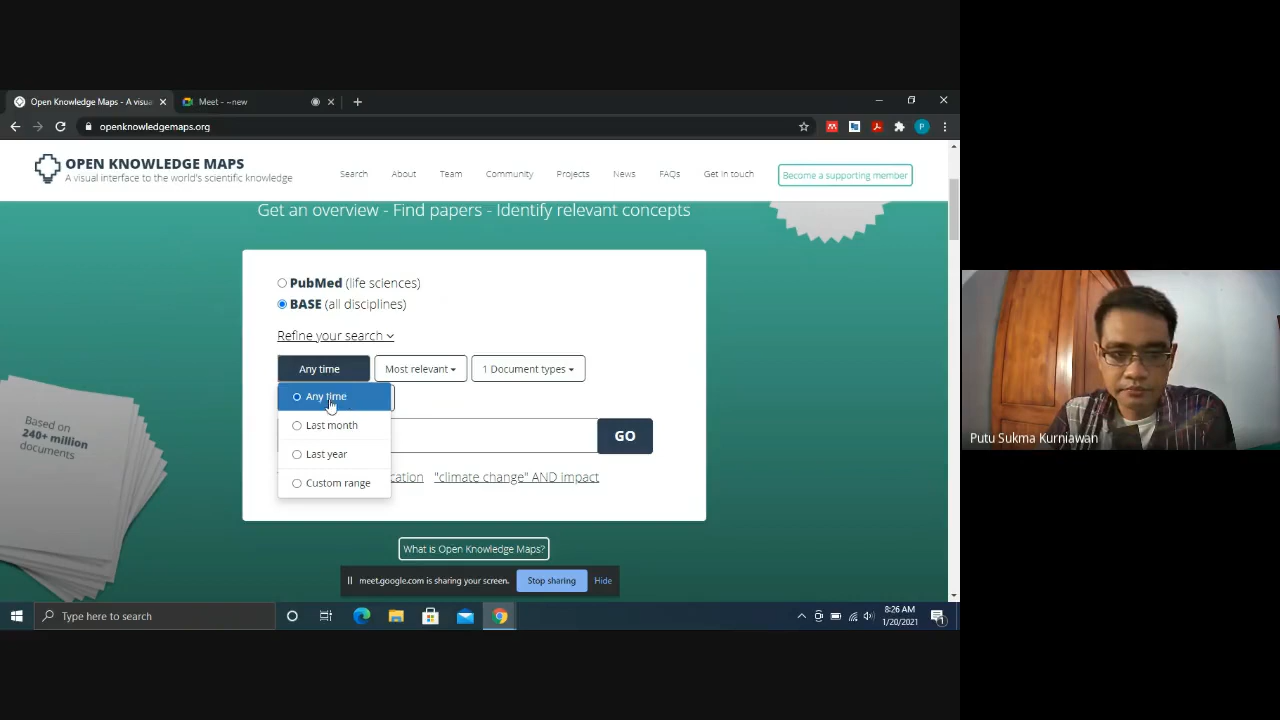 Open Knowledge Maps - A visua
Meet - ~new
openknowledgemaps.org
OPEN KNOWLEDGE MAPS
A visual interface to the world's scientific knowledge
Search
About
Team
Community
Projects
News
FAQs
Get in touch
Become a supporting member
Get an overview - Find papers - Identify relevant concepts
PubMed (life sciences)
BASE (all disciplines)
Refine your search
Any time
Most relevant
1 Document types
Any time
Last month
Last year
Custom range
GO
cation
"climate change" AND impact
Based on
240+ million
documents
What is Open Knowledge Maps?
meet.google.com is sharing your screen.
Stop sharing
Hide
Putu Sukma Kurniawan
Type here to search
P
8:26 AM
1/20/2021
1